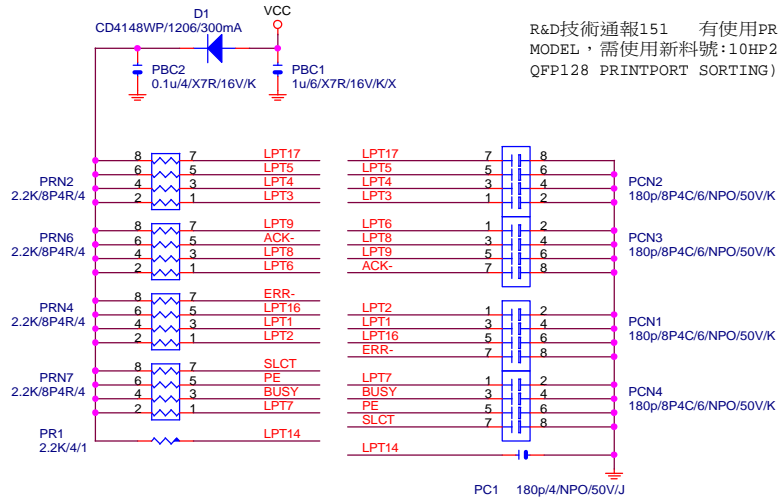 D1
VCC
CD4148WP/1206/300mA
R&D技術通報151 有使用PR
MODEL，需使用新料號:10HP2
QFP128 PRINTPORT SORTING)
PBC2
0.1u/4/X7R/16V/K
PBC1
1u/6/X7R/16V/K/X
PRN2
2.2K/8P4R/4
8 7 LPT17
6 5 LPT5
4 3 LPT4
2 1 LPT3
LPT17 7 8
LPT5 5 6
LPT4 3 4
LPT3 1 2
PCN2
180p/8P4C/6/NPO/50V/K
PRN6
2.2K/8P4R/4
8 7 LPT9
6 5 ACK-
4 3 LPT8
2 1 LPT6
LPT6 1 2
LPT8 3 4
LPT9 5 6
ACK- 7 8
PCN3
180p/8P4C/6/NPO/50V/K
PRN4
2.2K/8P4R/4
8 7 ERR-
6 5 LPT16
4 3 LPT1
2 1 LPT2
LPT2 1 2
LPT1 3 4
LPT16 5 6
ERR- 7 8
PCN1
180p/8P4C/6/NPO/50V/K
PRN7
2.2K/8P4R/4
8 7 SLCT
6 5 PE
4 3 BUSY
2 1 LPT7
LPT7 1 2
BUSY 3 4
PE 5 6
SLCT 7 8
PCN4
180p/8P4C/6/NPO/50V/K
PR1
2.2K/4/1
LPT14
LPT14
PC1 180p/4/NPO/50V/J